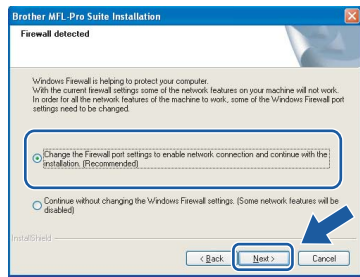 Brother MFL-Pro Suite Installation
Firewall detected
Windows Firewall is helping to protect your computer.
With the current firewall settings some of the network features on your machine will not work.
In order for all the network features of the machine to work, some of the Windows Firewall port
settings need to be changed.
Change the Firewall port settings to enable network connection and continue with the
installation. (Recommended)
Continue without changing the Windows Firewall settings. (Some network features will be
disabled)
InstallShield
< Back
Next >
Cancel